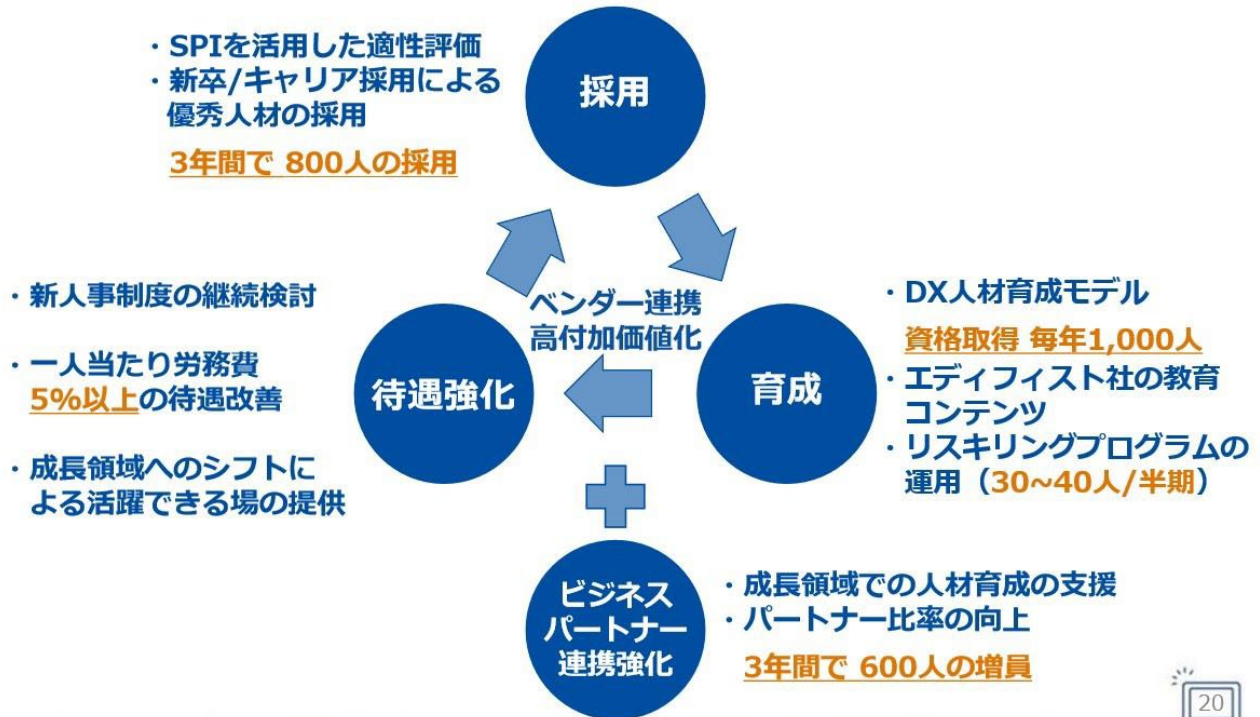 ・SPIを活用した適性評価
・新卒/キャリア採用による
優秀人材の採用
3年間で 800人の採用
採用
・新人事制度の継続検討
・一人当たり労務費
5%以上の待遇改善
・成長領域へのシフトに
よる活躍できる場の提供
待遇強化
ベンダー連携
高付加価値化
育成
・DX人材育成モデル
資格取得 毎年1,000人
・エディフィスト社の教育
コンテンツ
・リスキリングプログラムの
運用（30~40人/半期）
ビジネス
パートナー
連携強化
・成長領域での人材育成の支援
・パートナー比率の向上
3年間で 600人の増員
20